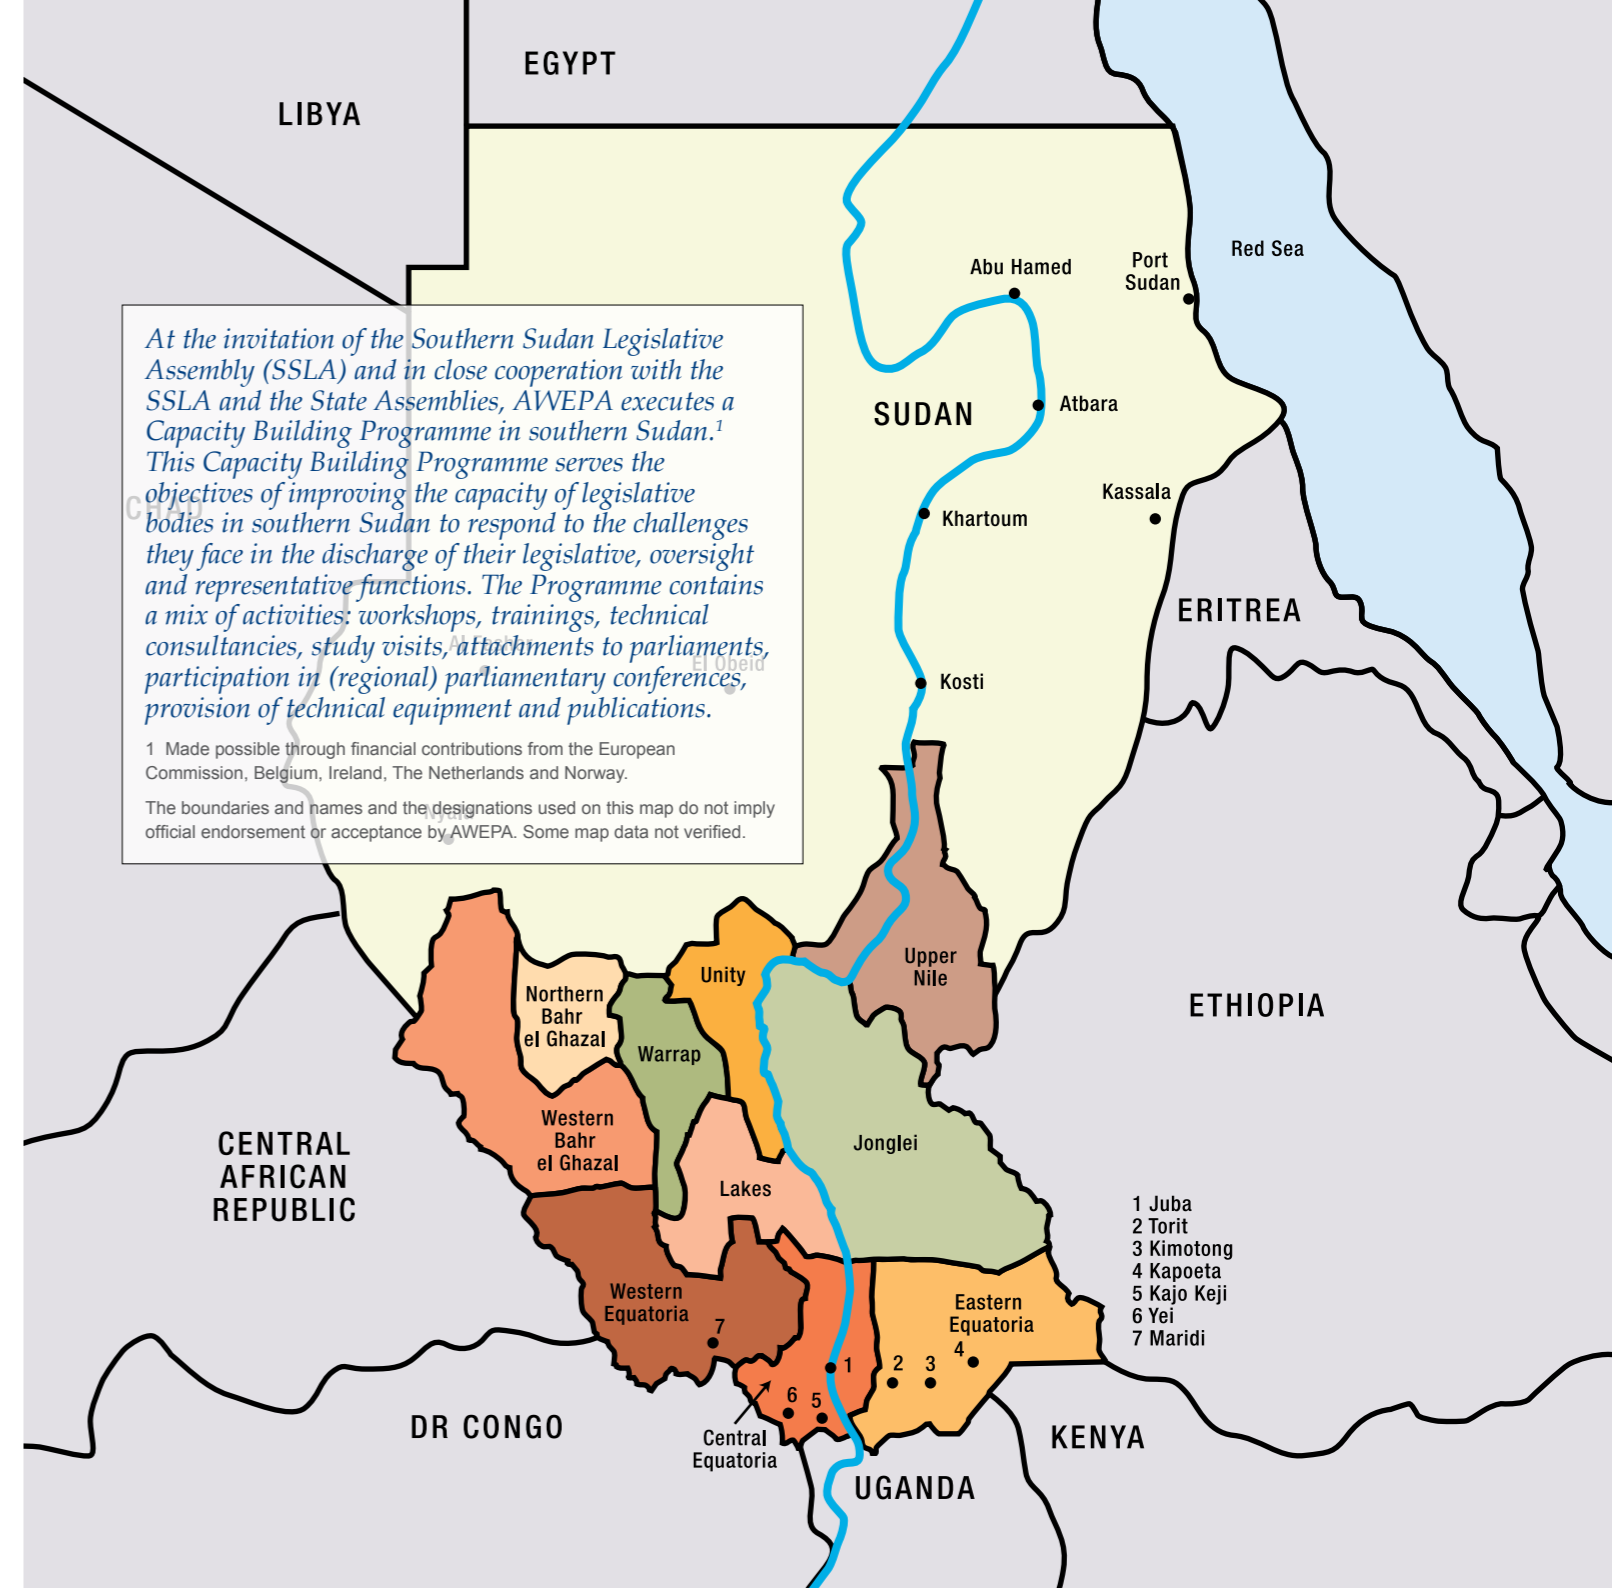 EGYPT
LIBYA
Red Sea
Port
Sudan
Abu Hamed
At the invitation of the Southern Sudan Legislative
Assembly (SSLA) and in close cooperation with the
SSLA and the State Assemblies, AWEPA executes a
Capacity Building Programme in southern Sudan.1
This Capacity Building Programme serves the
objectives of improving the capacity of legislative
bodies in southern Sudan to respond to the challenges
they face in the discharge of their legislative, oversight
and representative functions. The Programme contains
a mix of activities: workshops, trainings, technical
consultancies, study visits, attachments to parliaments,
participation in (regional) parliamentary conferences,
provision of technical equipment and publications.
1 Made possible through financial contributions from the European
Commission, Belgium, Ireland, The Netherlands and Norway.
The boundaries and names and the designations used on this map do not imply
official endorsement or acceptance by AWEPA. Some map data not verified.
CHAD
Al Fasher
El Obeid
Nyala
SUDAN
Atbara
Kassala
Khartoum
ERITREA
Kosti
Upper
Nile
Unity
Northern
Bahr
el Ghazal
ETHIOPIA
Warrap
Western
Bahr
el Ghazal
CENTRAL
AFRICAN
REPUBLIC
Jonglei
Lakes
1 Juba
2 Torit
3 Kimotong
4 Kapoeta
5 Kajo Keji
6 Yei
7 Maridi
Western
Equatoria
Eastern
Equatoria
7
4
1
2
3
6
5
DR CONGO
Central
Equatoria
KENYA
UGANDA